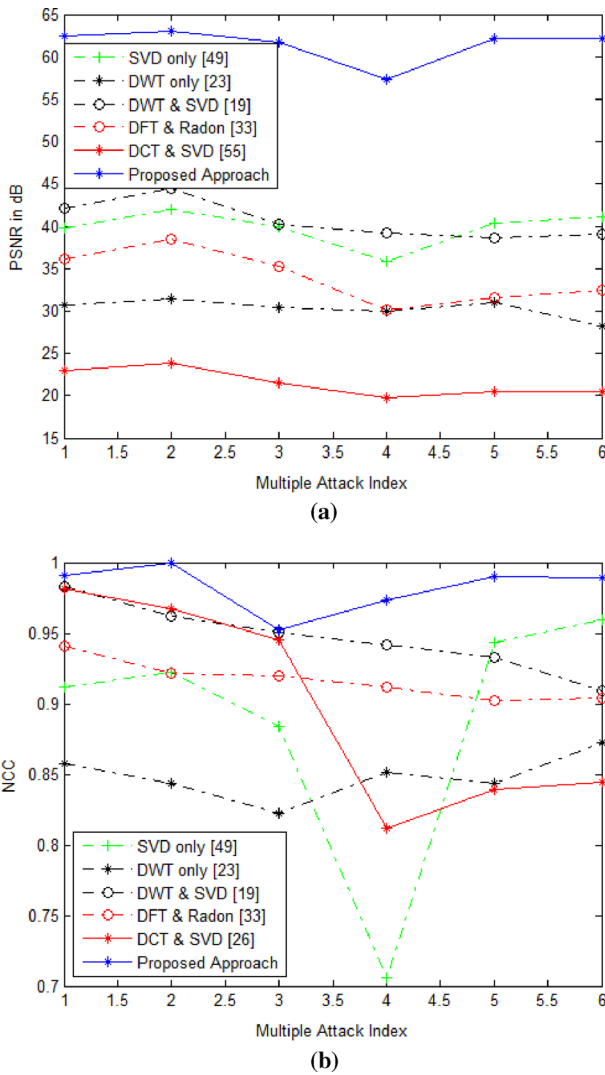 65
60
55
50
45
40
35
30
25
20
15
PSNR in dB
SVD only [49]
DWT only [23]
DWT & SVD [19]
DFT & Radon [33]
DCT & SVD [55]
Proposed Approach
1 1.5 2 2.5 3 3.5 4 4.5 5 5.5 6
Multiple Attack Index
(a)
1
0.95
0.9
0.85
0.8
0.75
0.7
NCC
SVD only [49]
DWT only [23]
DWT & SVD [19]
DFT & Radon [33]
DCT & SVD [26]
Proposed Approach
1 1.5 2 2.5 3 3.5 4 4.5 5 5.5 6
Multiple Attack Index
(b)